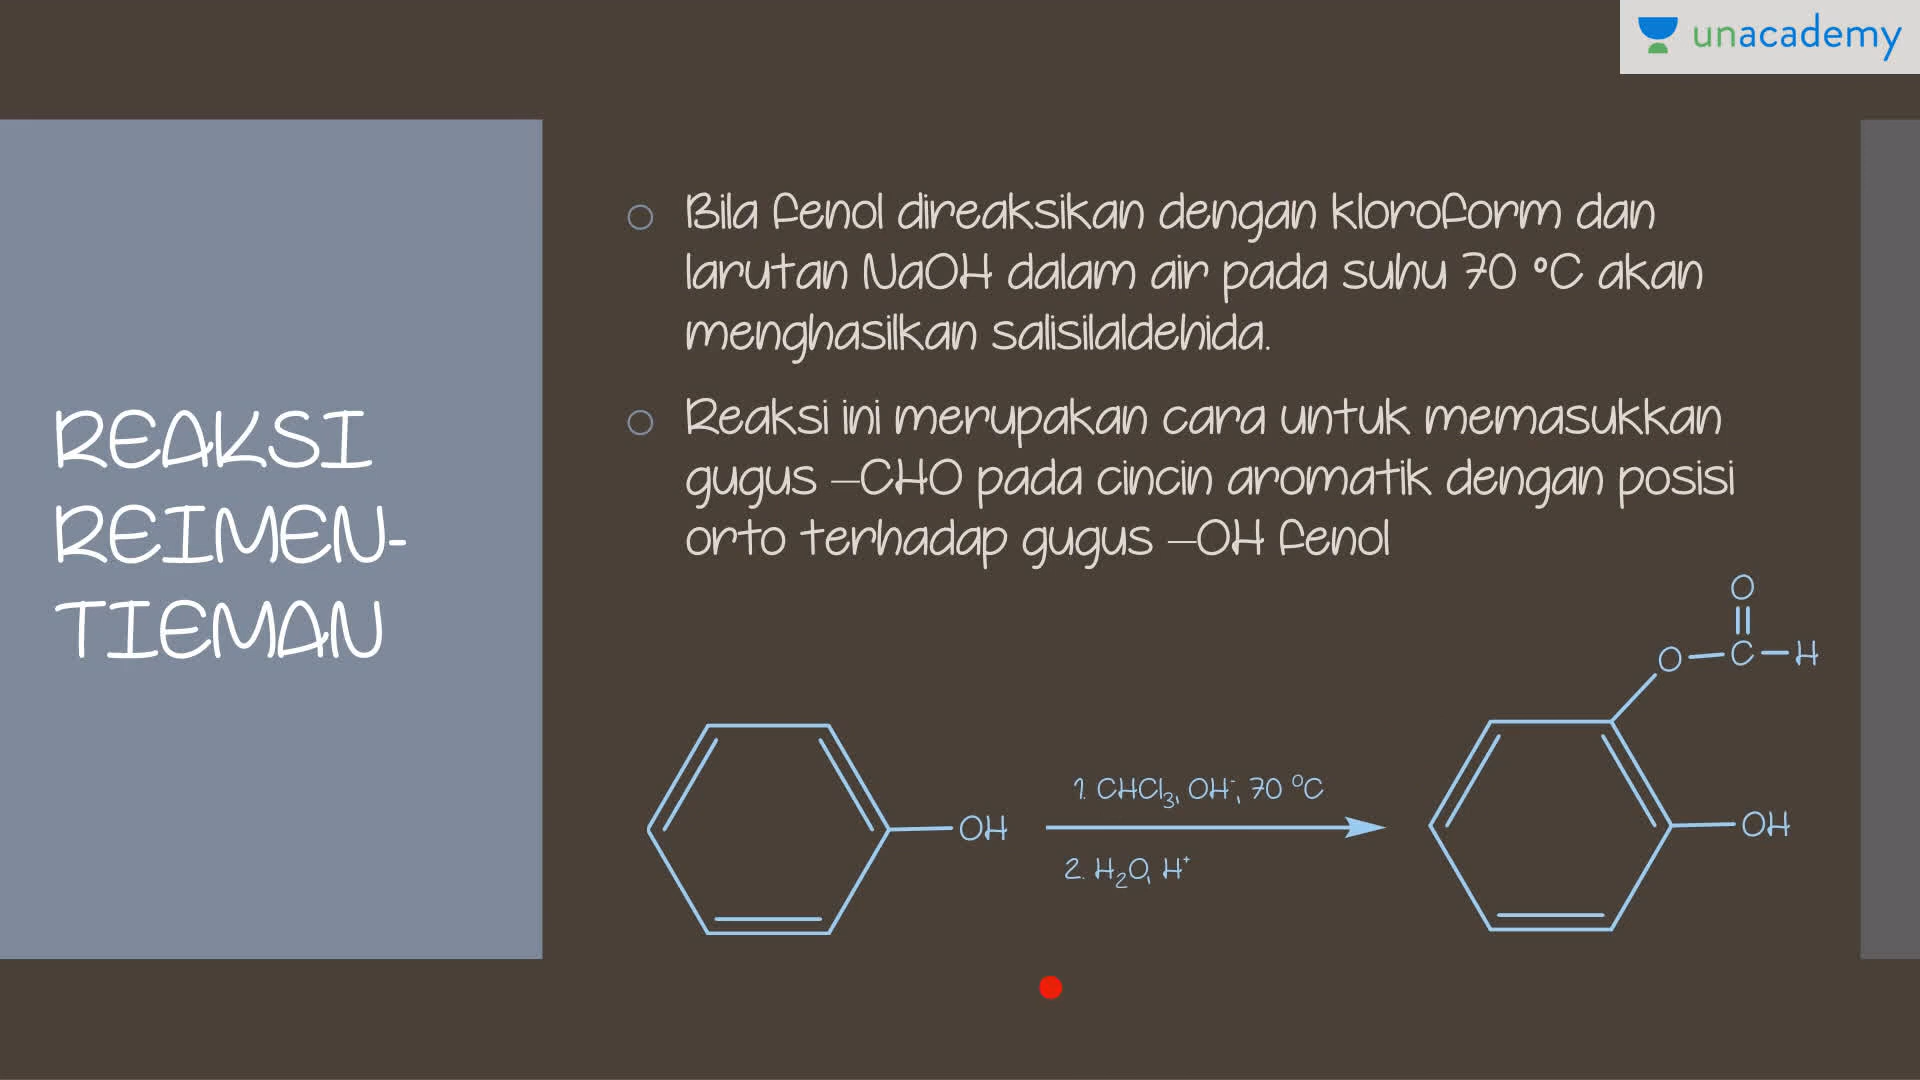 unacademy
REAKSI
REIMEN-
TIEMAN
Bila fenol direaksikan dengan kloroform dan
larutan NaOH dalam air pada suhu 70 °C akan
menghasilkan salisilaldehida.
Reaksi ini merupakan cara untuk memasukkan
gugus –CHO pada cincin aromatik dengan posisi
orto terhadap gugus –OH fenol
OH
1. CHCl₃, OH⁻, 70 °C
2. H₂O, H⁺
O
O C H
OH